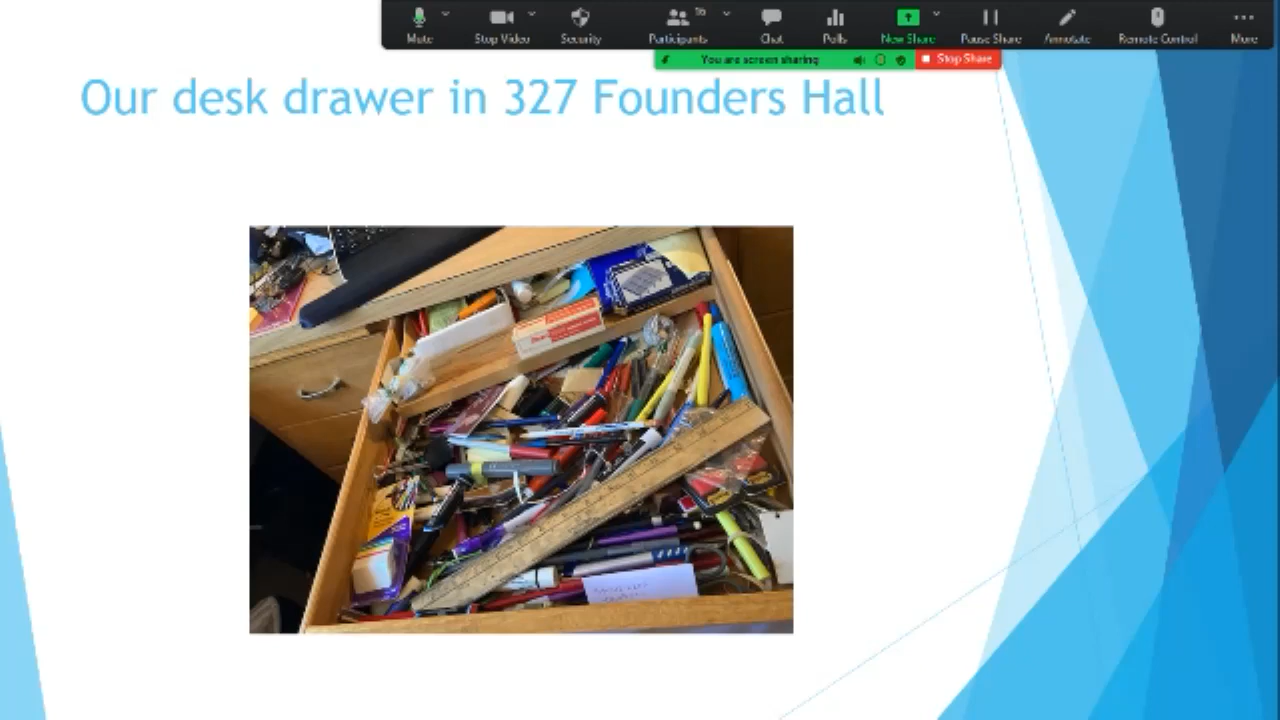 Mute
Stop Video
Security
Participants
16
Chat
Polls
New Share
Pause Share
Annotate
Remote Control
More
You are screen sharing
Stop Share
Our desk drawer in 327 Founders Hall